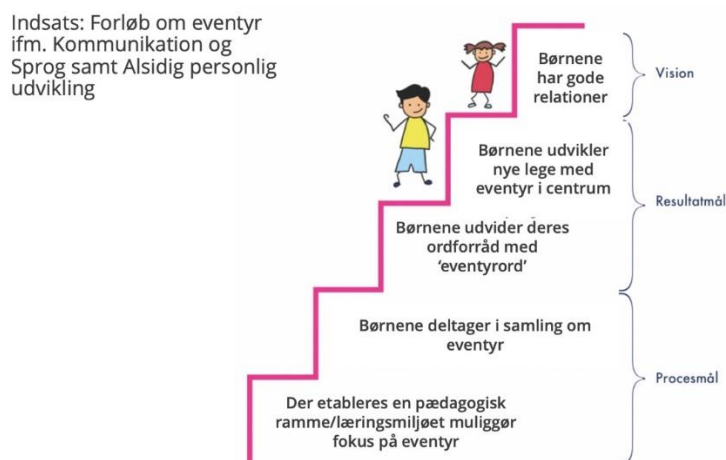 Indsats: Forløb om eventyr
ifm. Kommunikation og
Sprog samt Alsidig personlig
udvikling
Børnene
har gode
relationer
Vision
Børnene udvikler
nye lege med
eventyr i centrum
Resultatmål
Børnene udvider deres
ordforråd med
‘eventyrord’
Børnene deltager i samling om
eventyr
Procesmål
Der etableres en pædagogisk
ramme/læringsmiljøet muliggør
fokus på eventyr